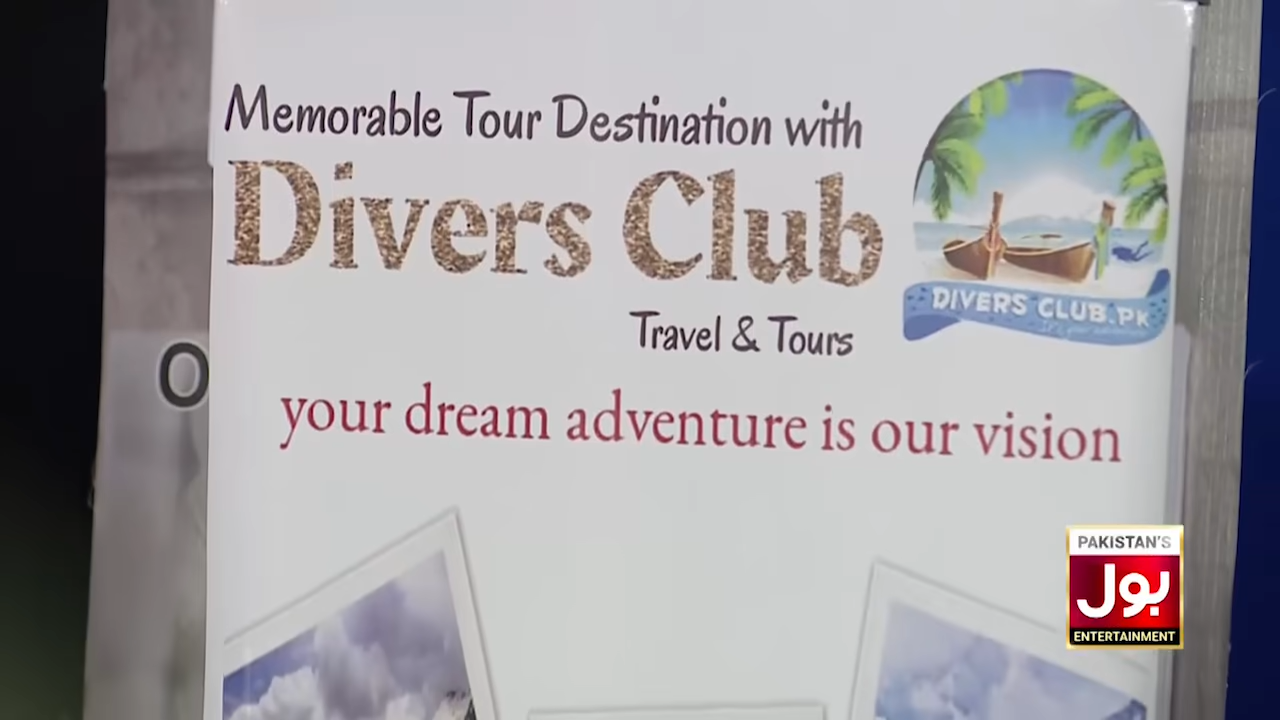 Memorable Tour Destination with
Divers Club
Travel & Tours
DIVERS CLUB.PK
your dream adventure is our vision
O
PAKISTAN'S
بول
ENTERTAINMENT